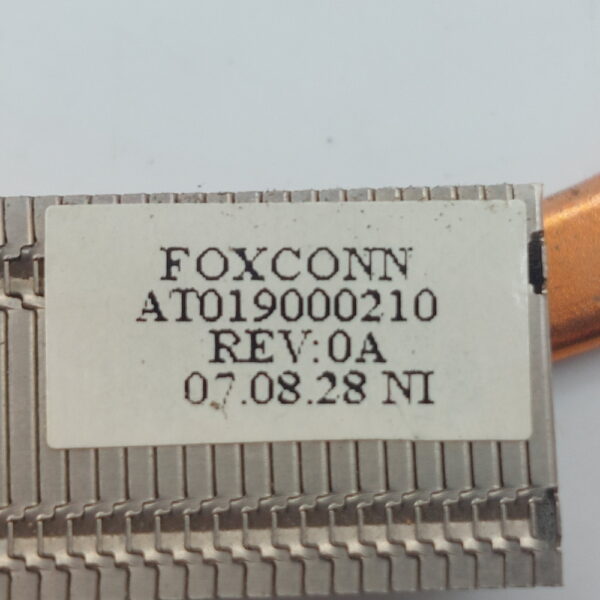 FOXCONN
AT019000210
REV:0A
07.08.28 NI